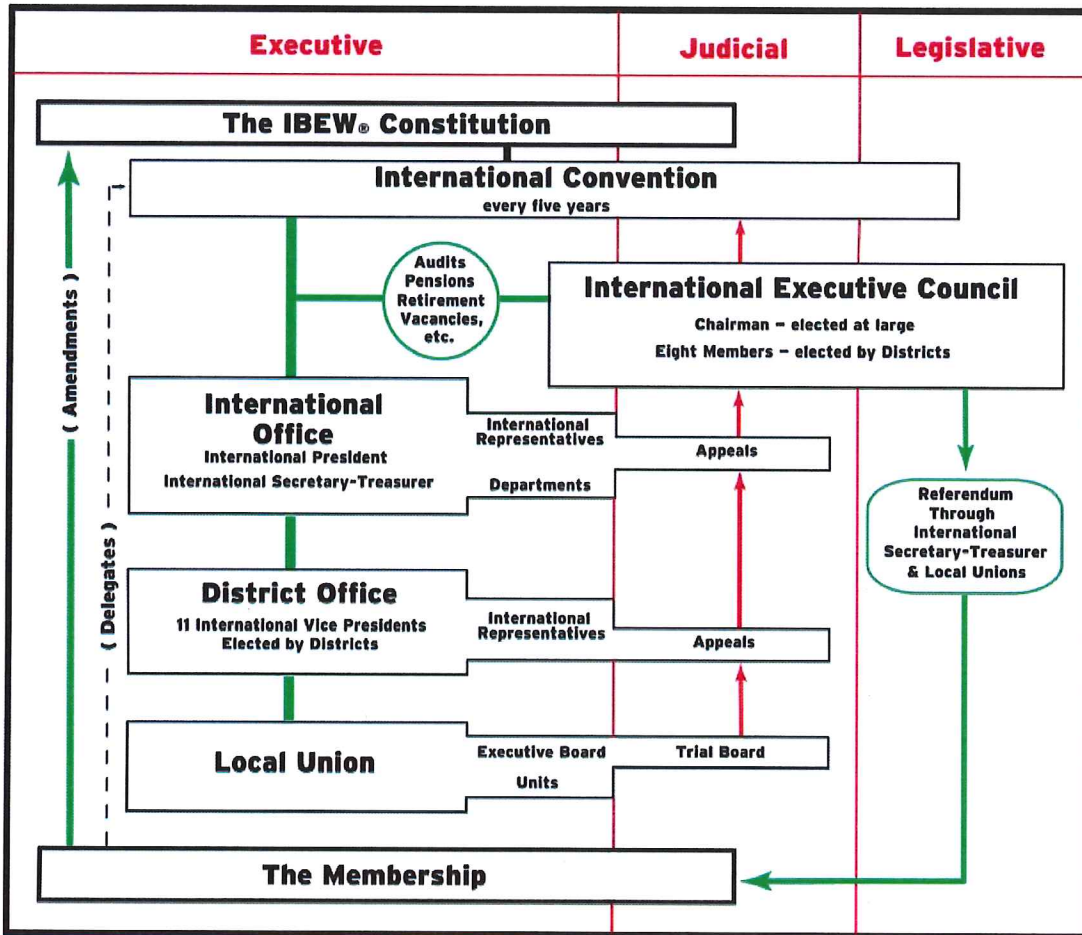 Executive
Judicial
Legislative
The IBEW® Constitution
International Convention
every five years
Audits
Pensions
Retirement
Vacancies,
etc.
International Executive Council
Chairman – elected at large
Eight Members – elected by Districts
( Amendments )
( Delegates )
International
Office
International President
International Secretary-Treasurer
International
Representatives
Departments
Appeals
Referendum
Through
International
Secretary-Treasurer
& Local Unions
District Office
11 International Vice Presidents
Elected by Districts
International
Representatives
Appeals
Local Union
Executive Board
Units
Trial Board
The Membership